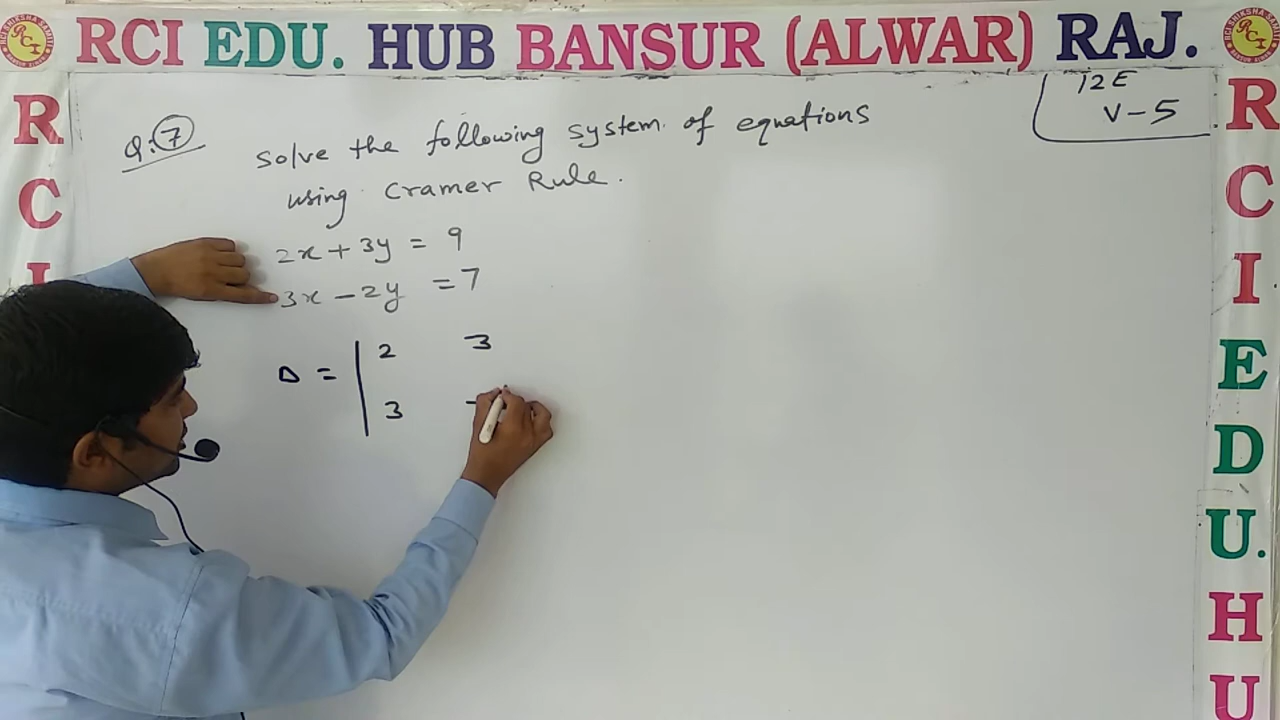 RCI EDU. HUB BANSUR (ALWAR) RAJ.
12E
V-5
Q.7 Solve the following system of equations
using Cramer Rule.
2x + 3y = 9
3x - 2y = 7
Δ = | 2 3
3 -
R
C
I
R
C
I
E
D
U.
H
U